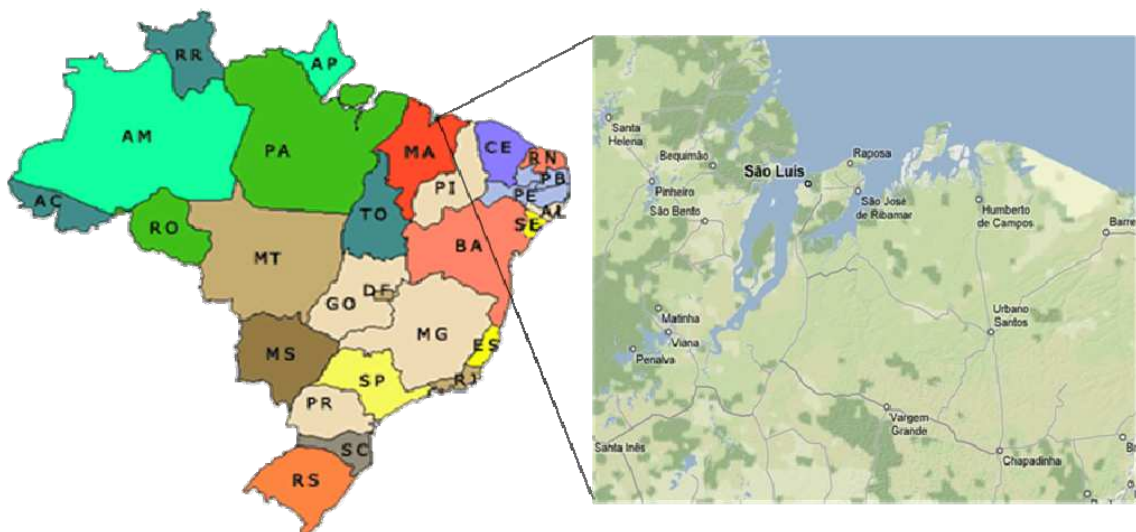 RR
AP
AM
PA
MA
CE
RN
PB
PE
PI
AL
SE
AC
RO
TO
BA
MT
GO
DF
MG
ES
MS
SP
RJ
PR
SC
RS
Santa
Helena
Bequimão
Raposa
São Luís
Pinheiro
São José
de Ribamar
São Bento
Humberto
de Campos
Barre
Urbano
Santos
Matinha
Viana
Penalva
Vargem
Grande
Santa Inês
Chapadinha